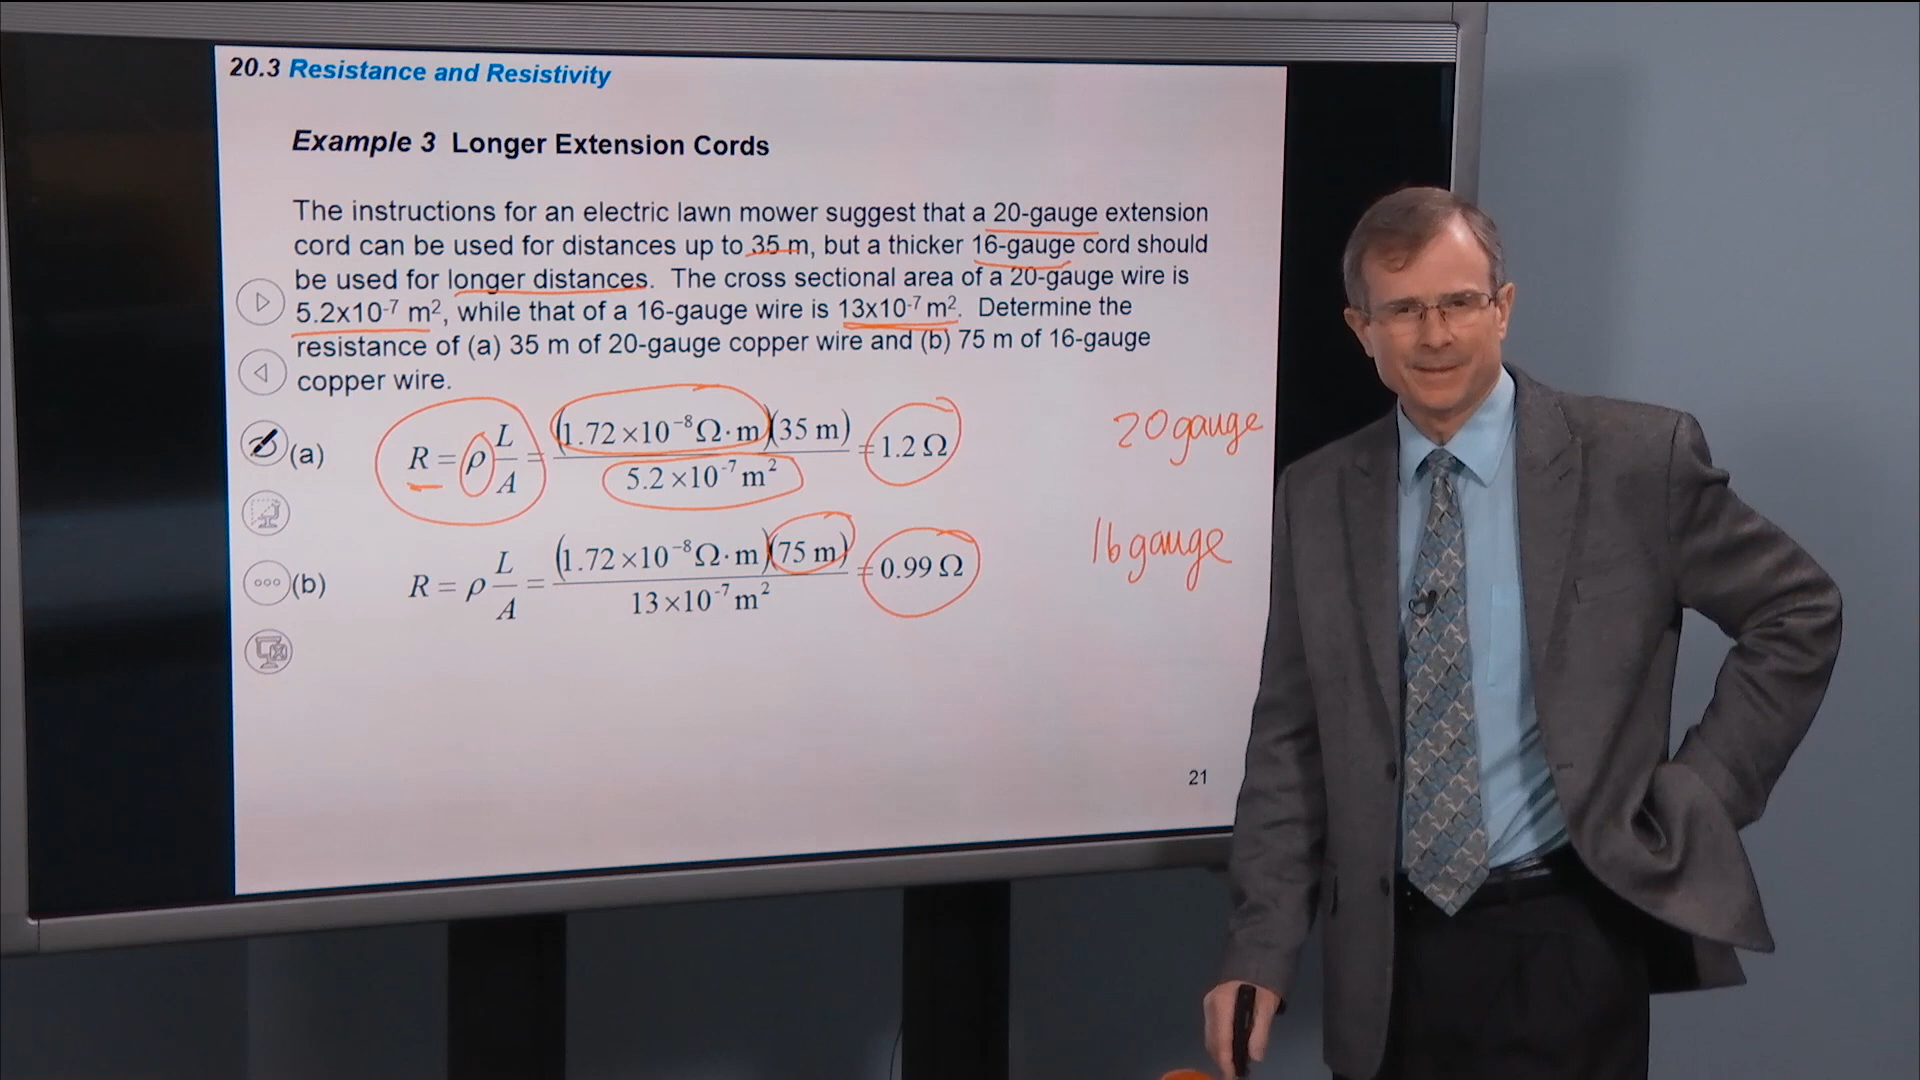 20.3 Resistance and Resistivity
Example 3 Longer Extension Cords
The instructions for an electric lawn mower suggest that a 20-gauge extension
cord can be used for distances up to 35 m, but a thicker 16-gauge cord should
be used for longer distances. The cross sectional area of a 20-gauge wire is
5.2x10⁻⁷ m², while that of a 16-gauge wire is 13x10⁻⁷ m². Determine the
resistance of (a) 35 m of 20-gauge copper wire and (b) 75 m of 16-gauge
copper wire.
(a) R = ρ L/A = (1.72×10⁻⁸ Ω·m)(35 m) / 5.2×10⁻⁷ m² = 1.2 Ω
20 gauge
(b) R = ρ L/A = (1.72×10⁻⁸ Ω·m)(75 m) / 13×10⁻⁷ m² = 0.99 Ω
16 gauge
21